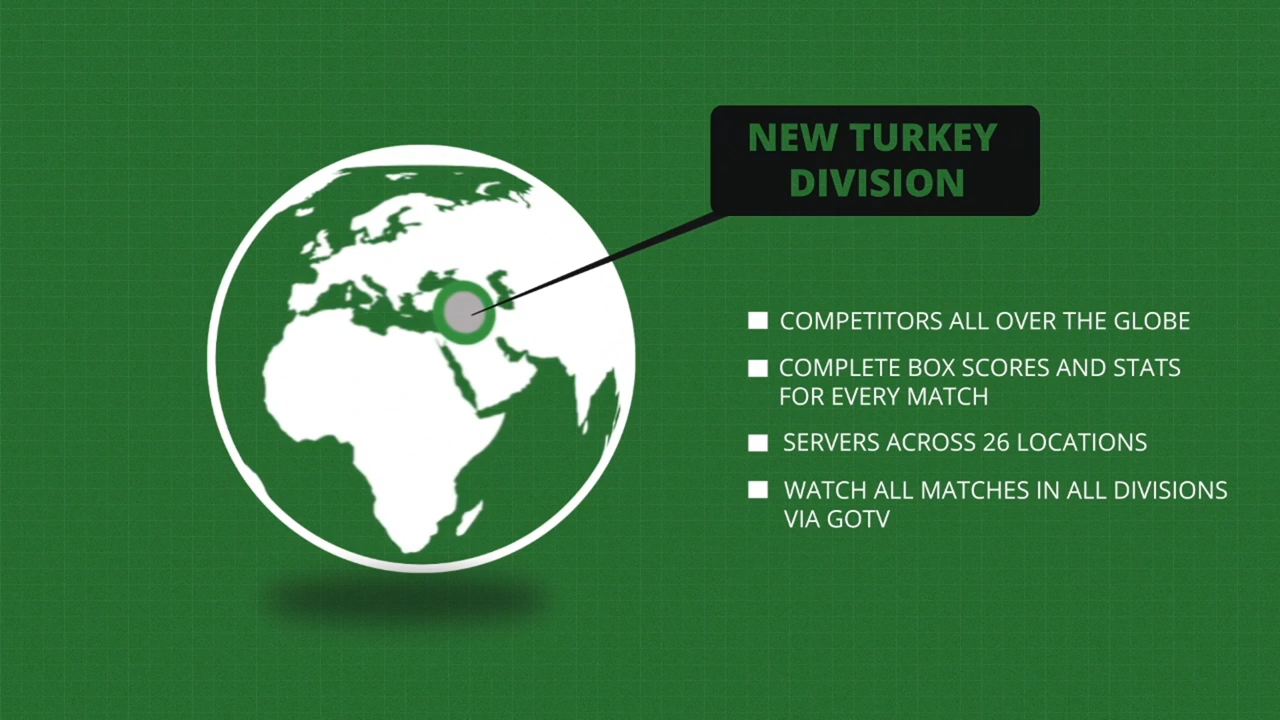 NEW TURKEY
DIVISION
COMPETITORS ALL OVER THE GLOBE
COMPLETE BOX SCORES AND STATS
FOR EVERY MATCH
SERVERS ACROSS 26 LOCATIONS
WATCH ALL MATCHES IN ALL DIVISIONS
VIA GOTV